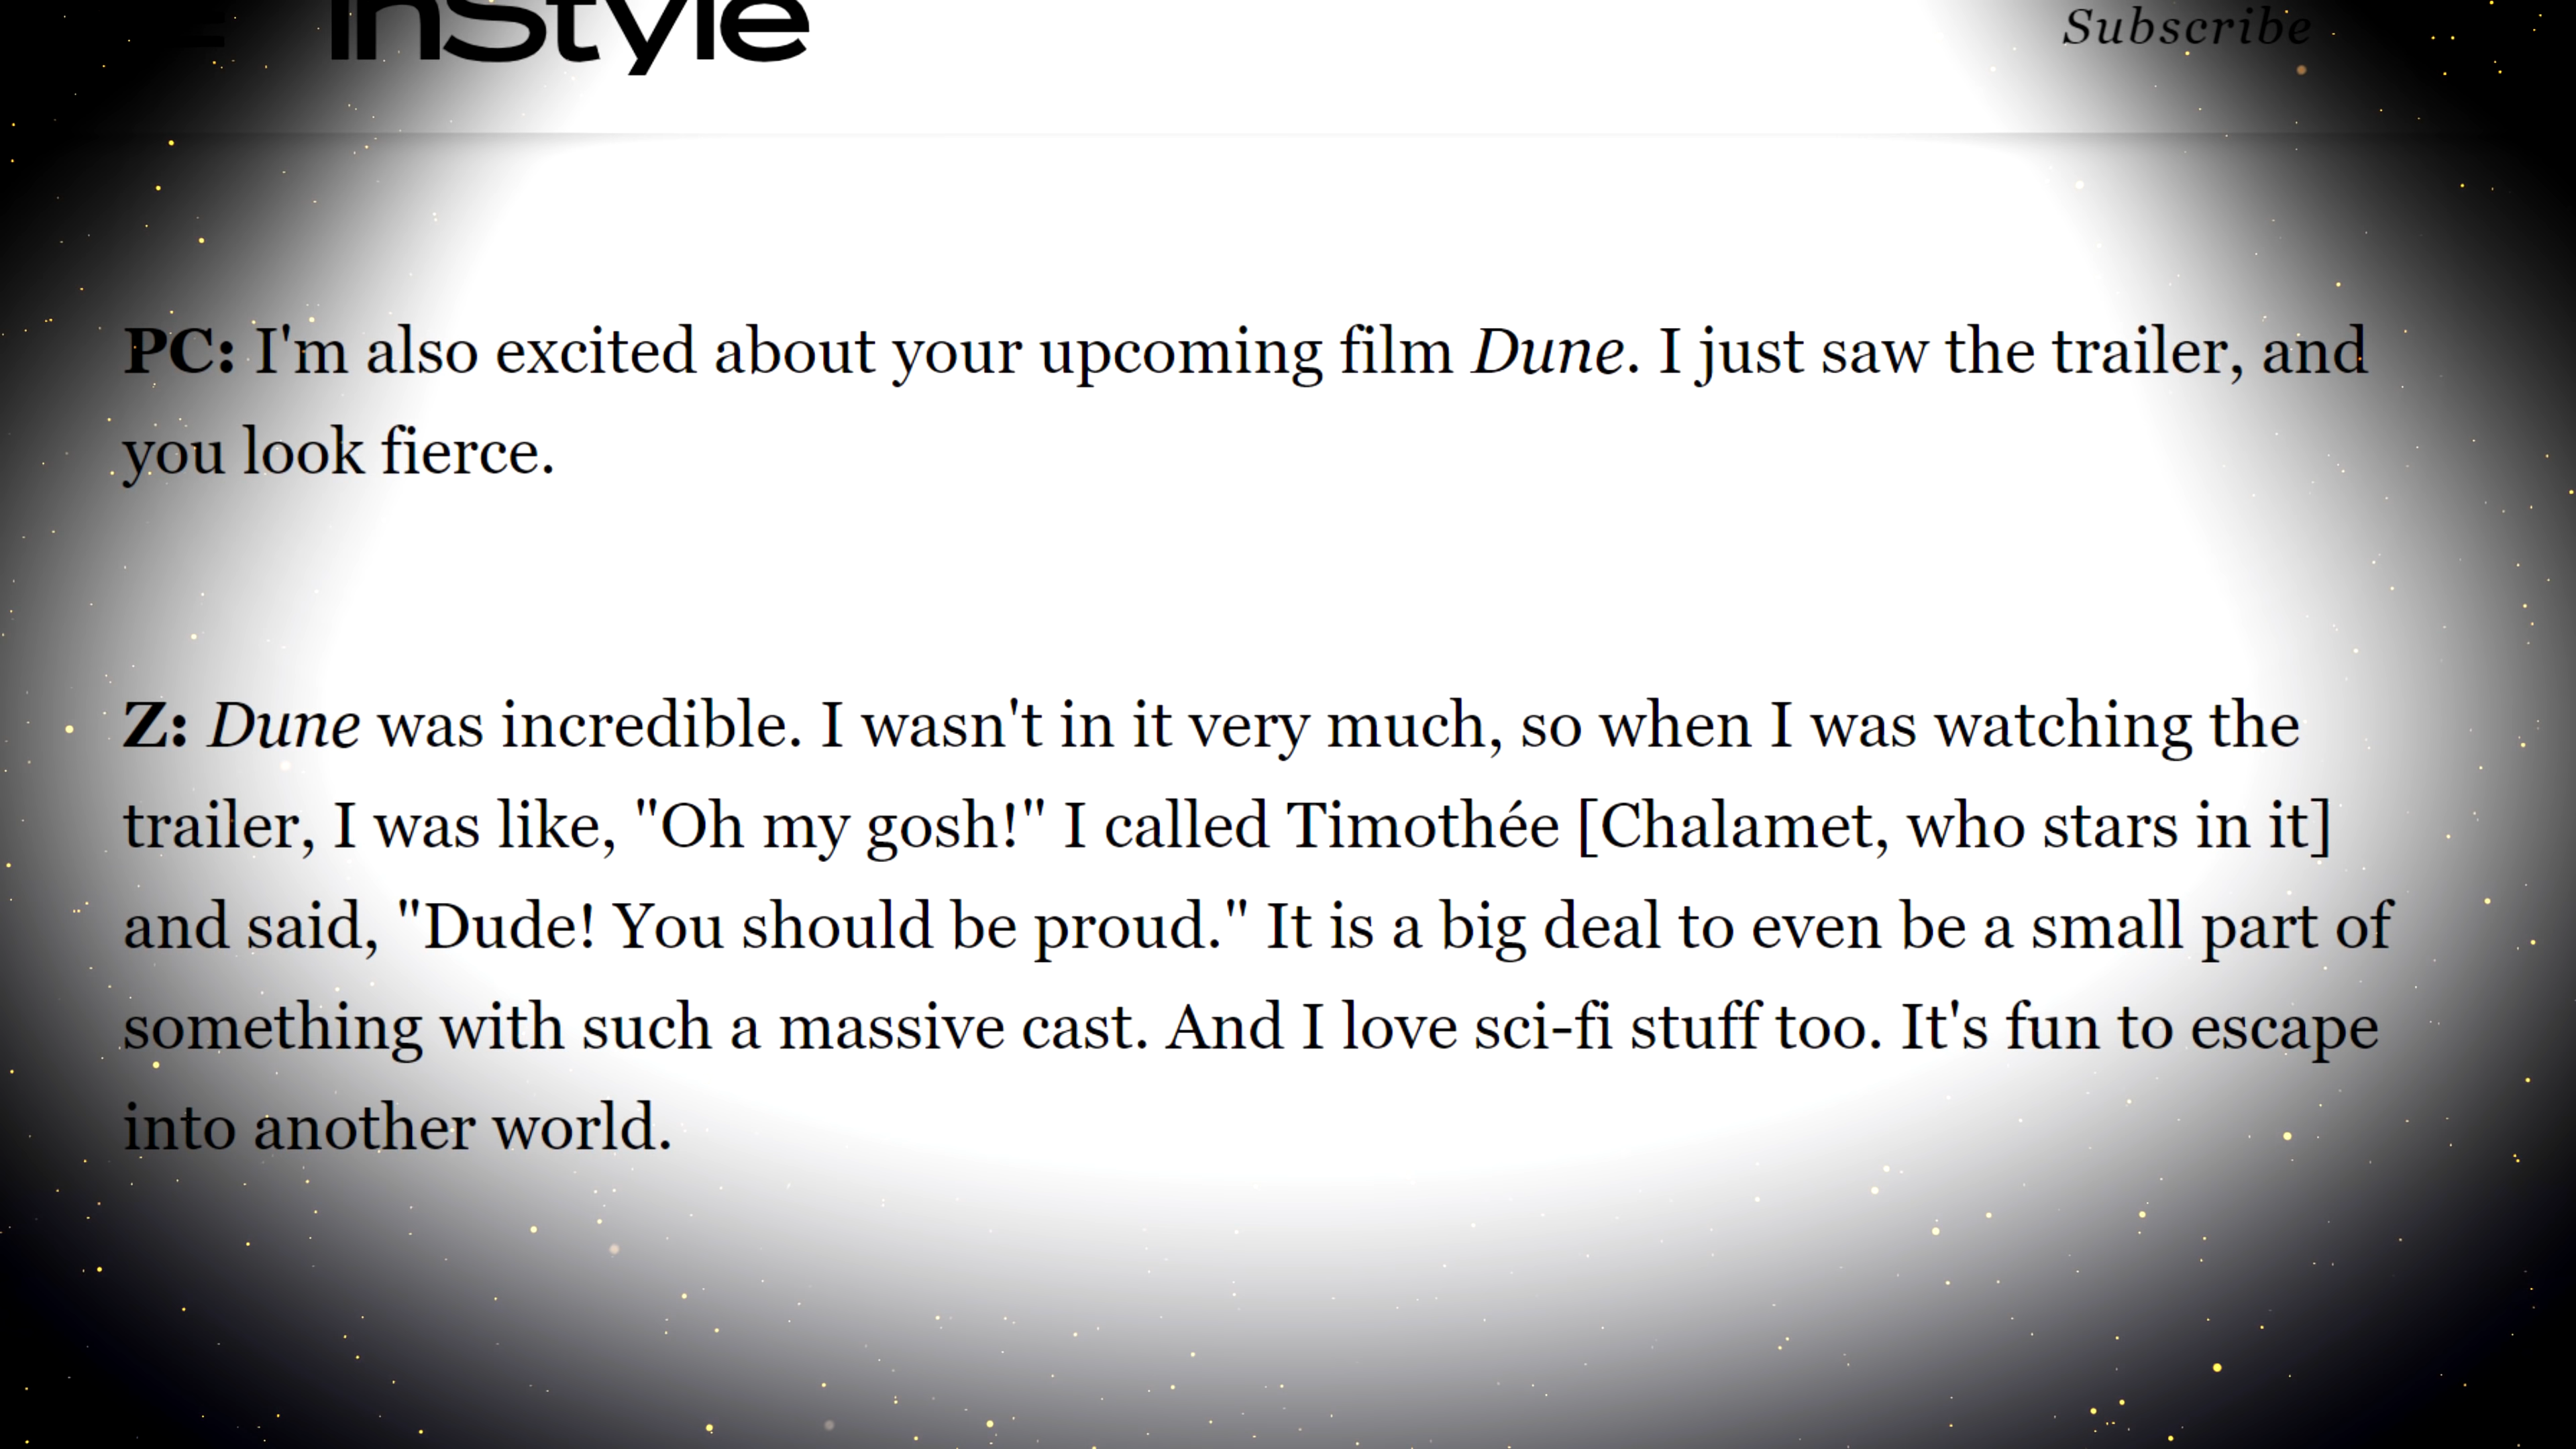 InStyle
Subscribe
PC: I'm also excited about your upcoming film Dune. I just saw the trailer, and
you look fierce.
Z: Dune was incredible. I wasn't in it very much, so when I was watching the
trailer, I was like, "Oh my gosh!" I called Timothée [Chalamet, who stars in it]
and said, "Dude! You should be proud." It is a big deal to even be a small part of
something with such a massive cast. And I love sci-fi stuff too. It's fun to escape
into another world.